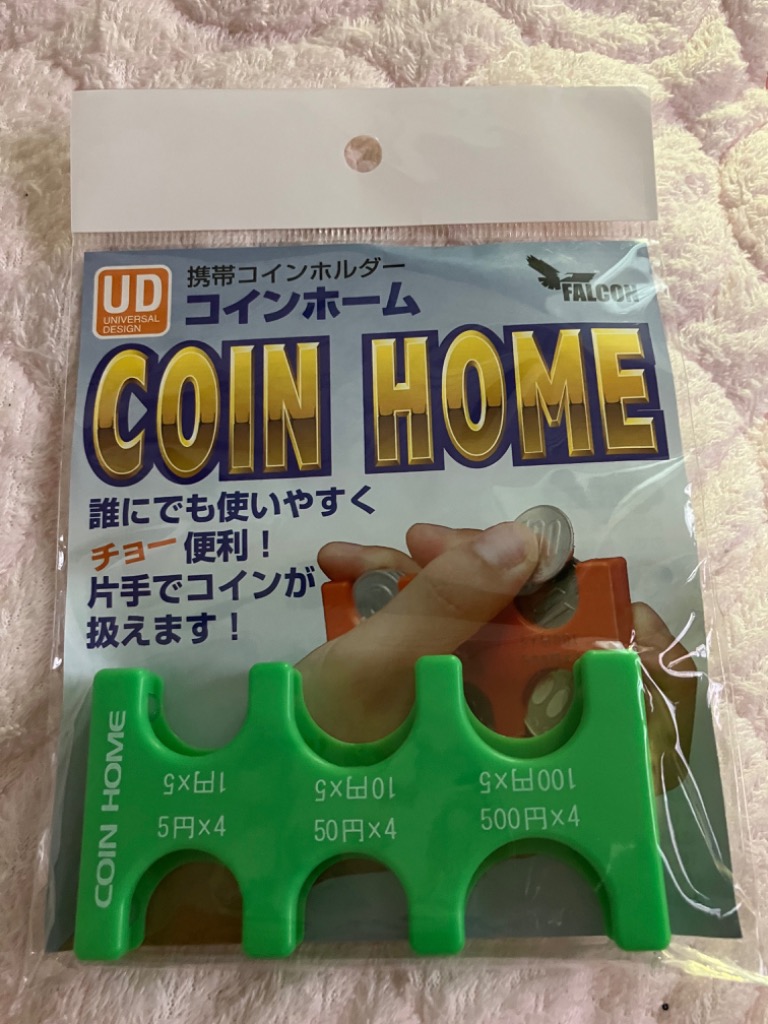 UD
UNIVERSAL
DESIGN
携帯コインホルダー
コインホーム
FALCON
COIN HOME
誰にでも使いやすく
チョー便利！
片手でコインが
扱えます！
100
COIN HOME
1円×5
10円×5
100円×5
5円×4
50円×4
500円×4